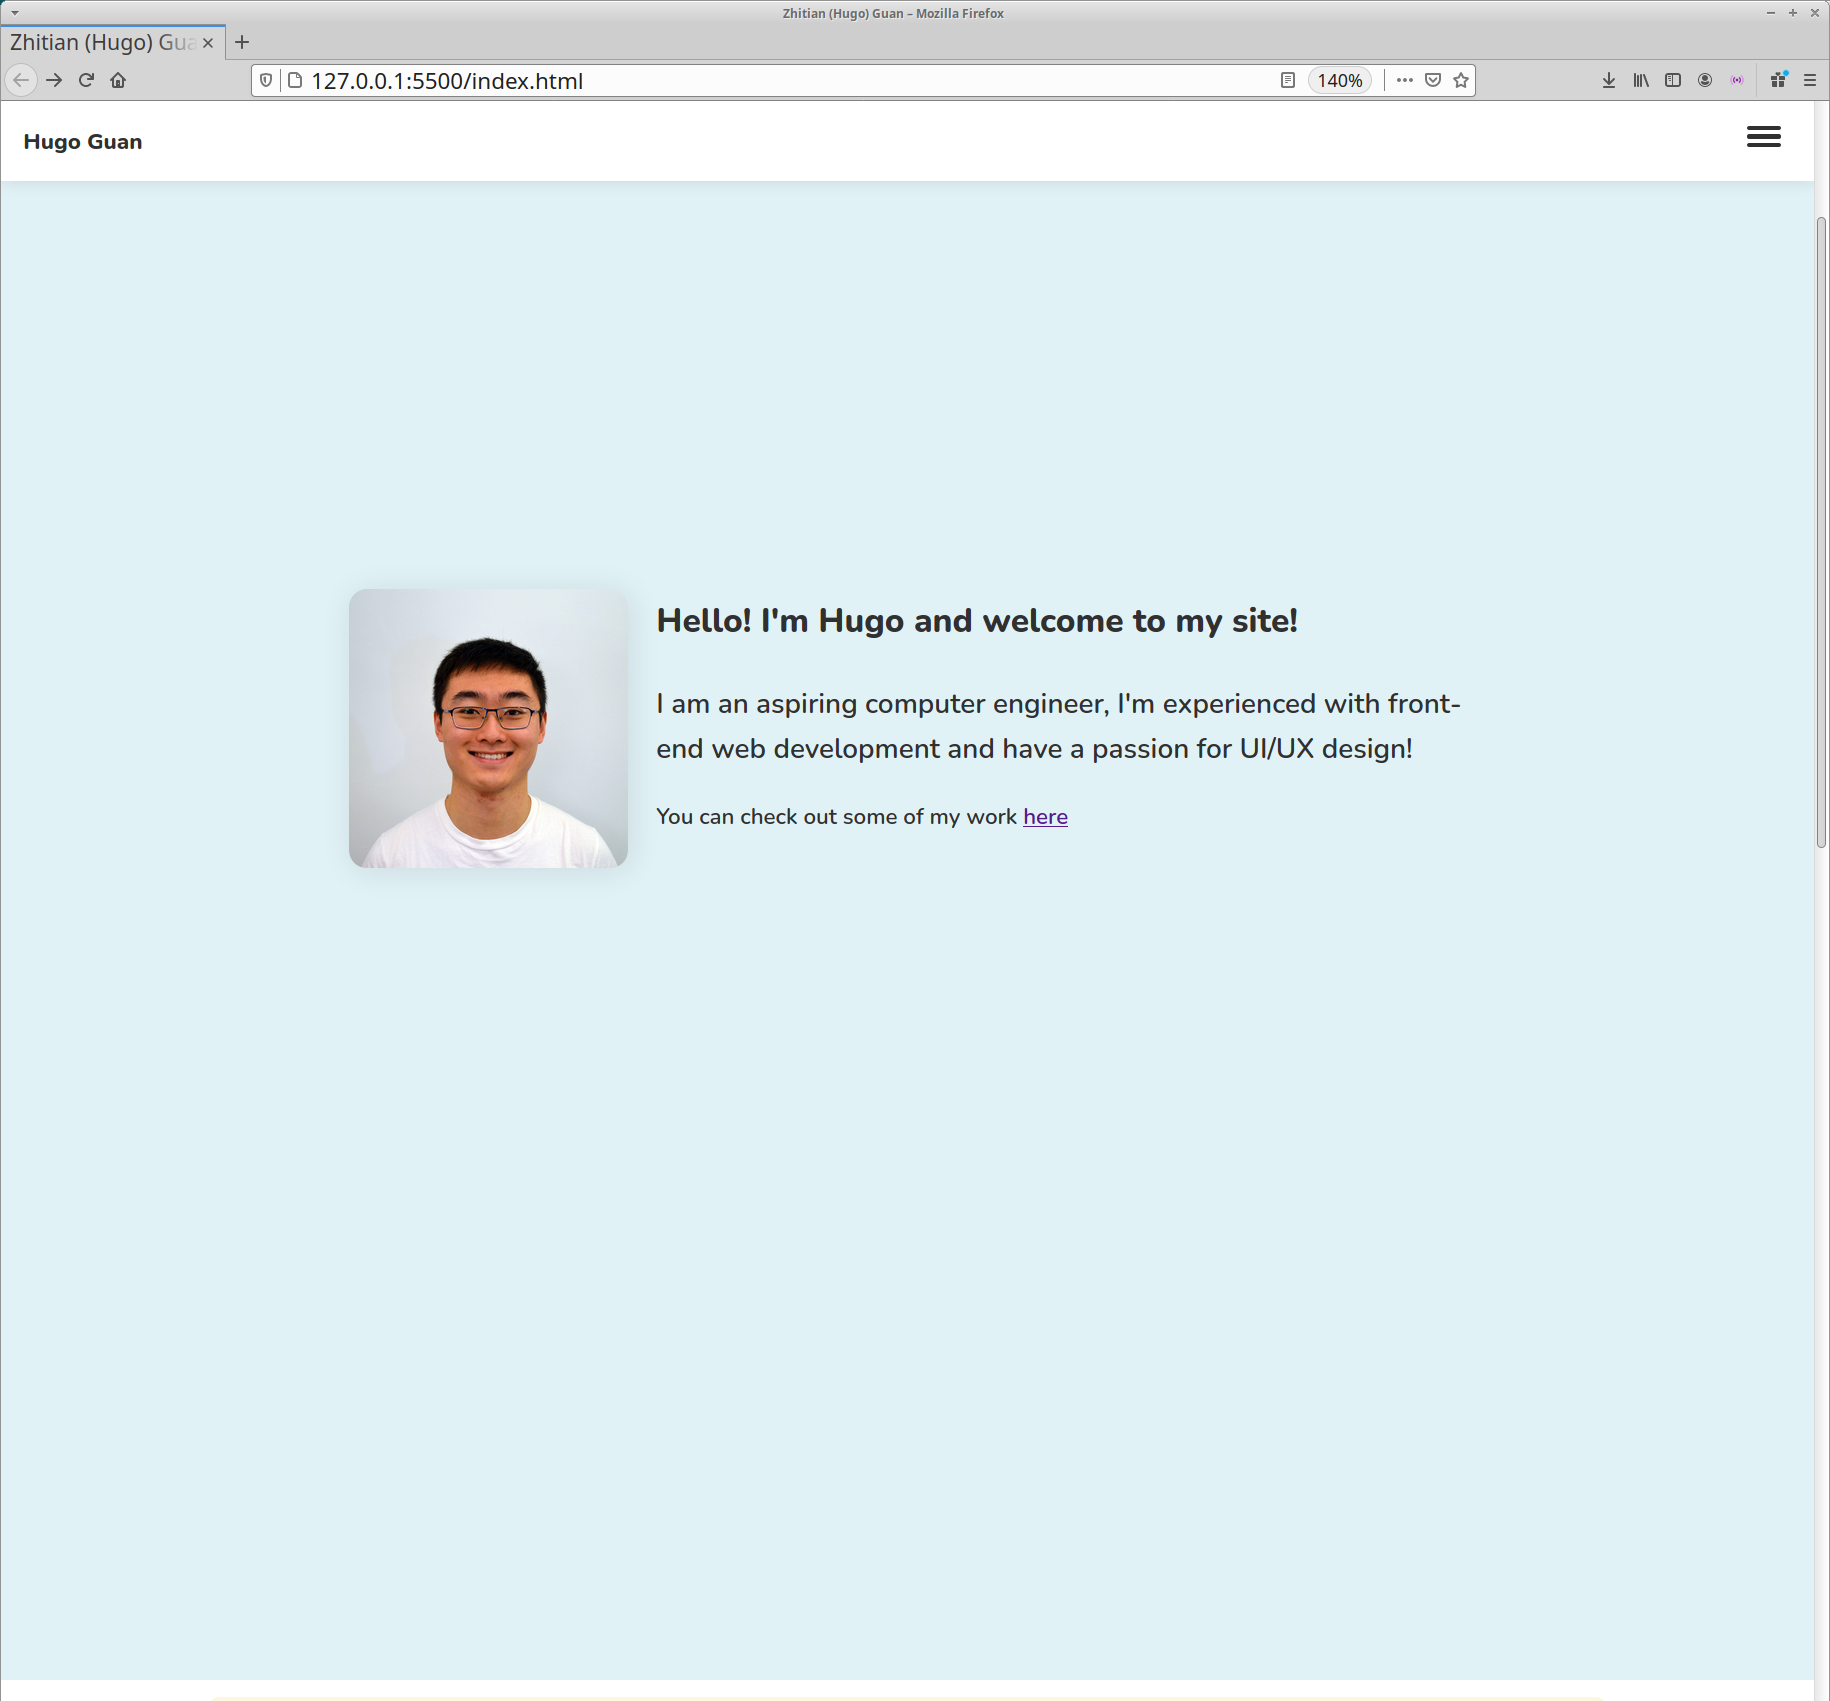 Zhitian (Hugo) Guan – Mozilla Firefox
Zhitian (Hugo) Gua
127.0.0.1:5500/index.html
140%
Hugo Guan
Hello! I'm Hugo and welcome to my site!
I am an aspiring computer engineer, I'm experienced with front-
end web development and have a passion for UI/UX design!
You can check out some of my work here